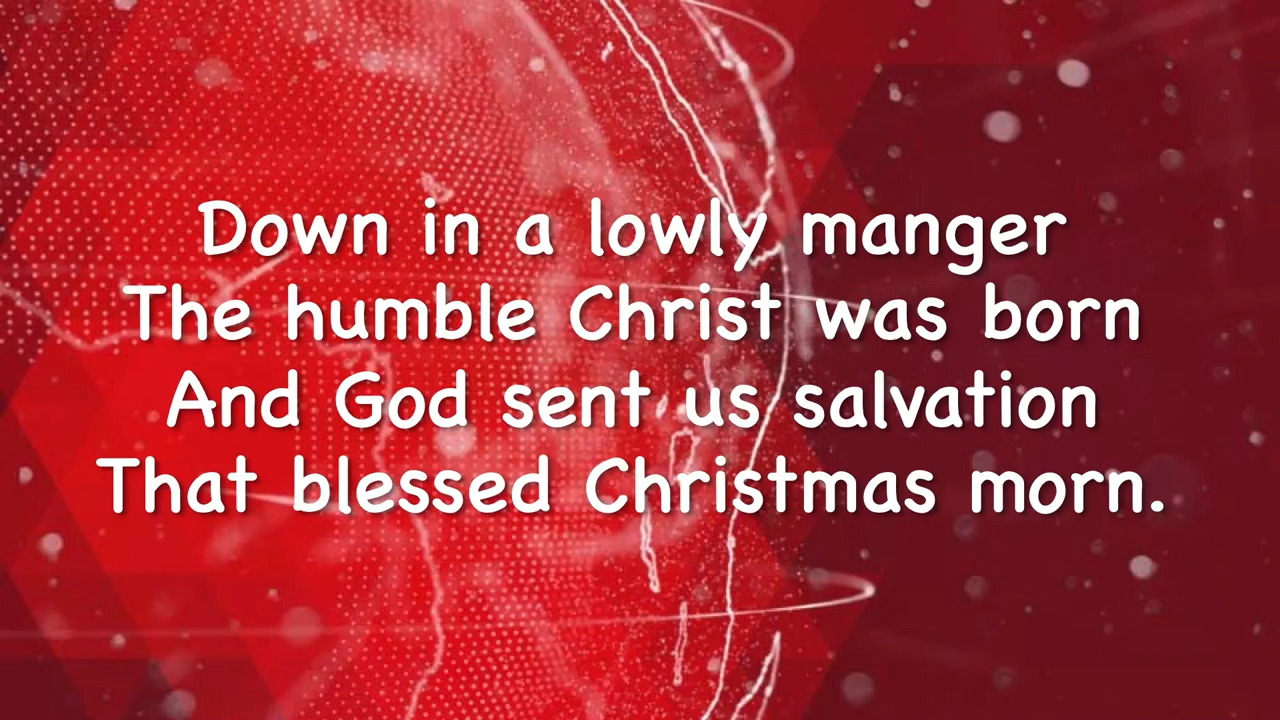 Down in a lowly manger
The humble Christ was born
And God sent us salvation
That blessed Christmas morn.